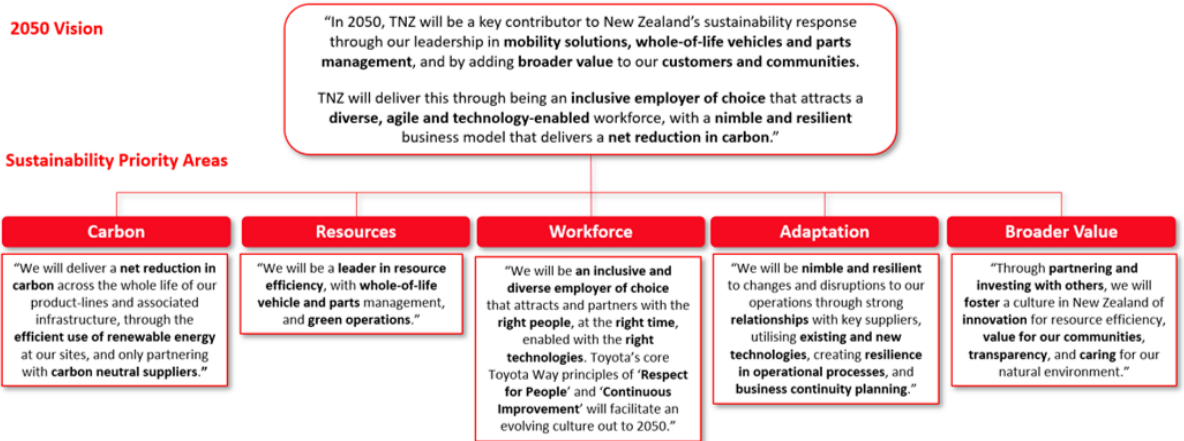 2050 Vision
“In 2050, TNZ will be a key contributor to New Zealand’s sustainability response
through our leadership in mobility solutions, whole-of-life vehicles and parts
management, and by adding broader value to our customers and communities.
TNZ will deliver this through being an inclusive employer of choice that attracts a
diverse, agile and technology-enabled workforce, with a nimble and resilient
business model that delivers a net reduction in carbon.”
Sustainability Priority Areas
Carbon
“We will deliver a net reduction in
carbon across the whole life of our
product-lines and associated
infrastructure, through the
efficient use of renewable energy
at our sites, and only partnering
with carbon neutral suppliers.”
Resources
“We will be a leader in resource
efficiency, with whole-of-life
vehicle and parts management,
and green operations.”
Workforce
“We will be an inclusive and
diverse employer of choice
that attracts and partners with the
right people, at the right time,
enabled with the right
technologies. Toyota’s core
Toyota Way principles of ‘Respect
for People’ and ‘Continuous
Improvement’ will facilitate an
evolving culture out to 2050.”
Adaptation
“We will be nimble and resilient
to changes and disruptions to our
operations through strong
relationships with key suppliers,
utilising existing and new
technologies, creating resilience
in operational processes, and
business continuity planning.”
Broader Value
“Through partnering and
investing with others, we will
foster a culture in New Zealand of
innovation for resource efficiency,
value for our communities,
transparency, and caring for our
natural environment.”